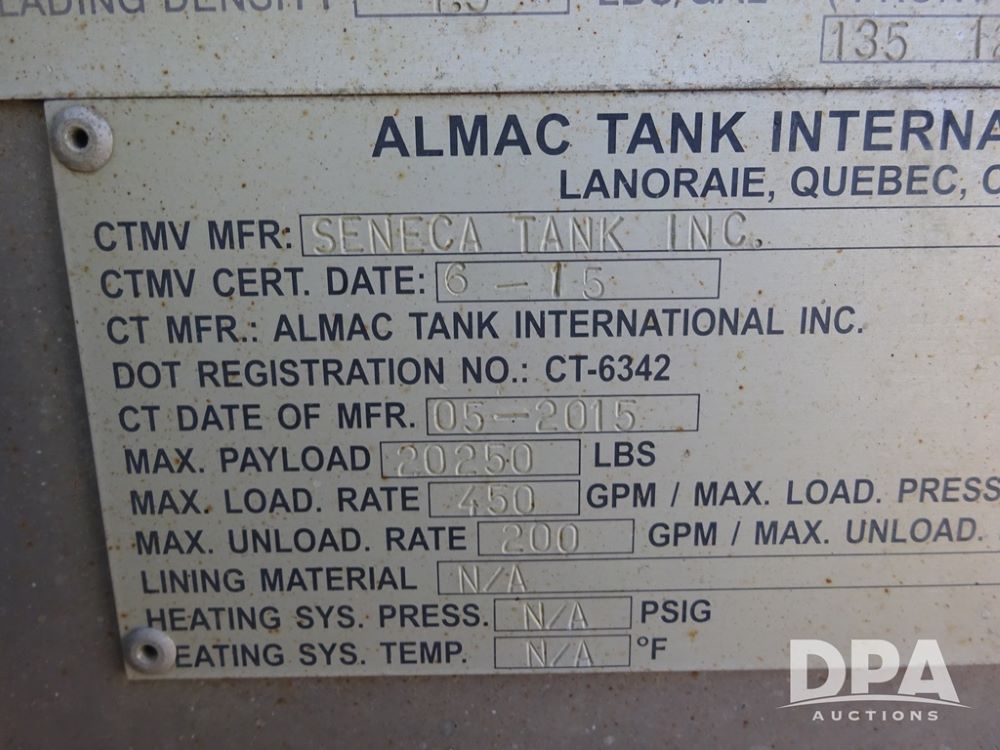 DENSITY LBS/GAL
135
ALMAC TANK
LANORAIE, QUEBEC,
CTMV MFR: SENECA TANK INC.
CTMV CERT. DATE: 6-15
CT MFR.: ALMAC TANK INTERNATIONAL INC.
DOT REGISTRATION NO.: CT-6342
CT DATE OF MFR. 05-2015
MAX. PAYLOAD 20250 LBS
MAX. LOAD. RATE 450 GPM / MAX. LOAD. PRESS
MAX. UNLOAD. RATE 200 GPM / MAX. UNLOAD.
LINING MATERIAL N/A
HEATING SYS. PRESS. N/A PSIG
EATING SYS. TEMP. N/A °F
DPA
AUCTIONS